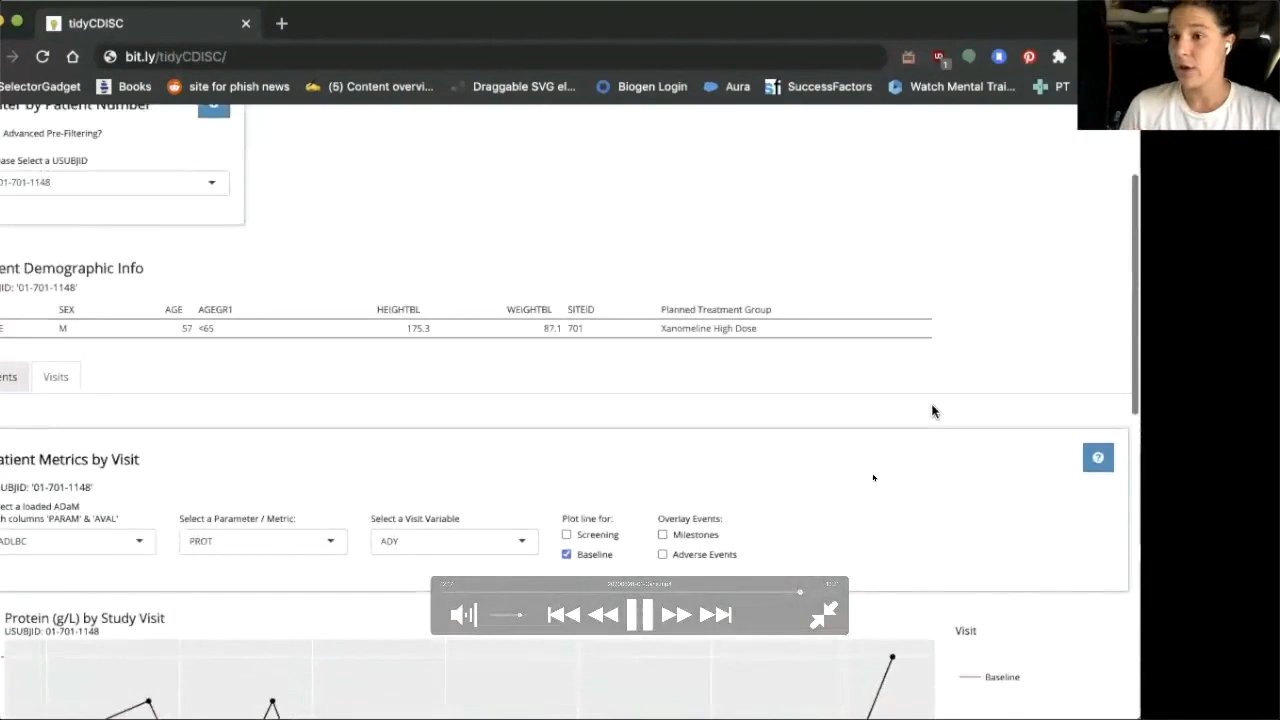 tidyCDISC
bit.ly/tidyCDISC/
SelectorGadget Books site for phish news (5) Content overvi... Draggable SVG el... Biogen Login Aura SuccessFactors Watch Mental Trai... PT
ter by Patient Number
Advanced Pre-Filtering?
ase Select a USUBJID
01-701-1148
ent Demographic Info
JID: '01-701-1148'
SEX AGE AGEGR1 HEIGHTBL WEIGHTBL SITEID Planned Treatment Group
E M 57 <65 175.3 87.1 701 Xanomeline High Dose
ents Visits
atient Metrics by Visit
UBJID: '01-701-1148'
ect a loaded ADaM
h columns 'PARAM' & 'AVAL' Select a Parameter / Metric: Select a Visit Variable Plot line for: Overlay Events:
ADLBC PROT ADY Screening Milestones
Baseline Adverse Events
Protein (g/L) by Study Visit
USUBJID: 01-701-1148
Visit
Baseline